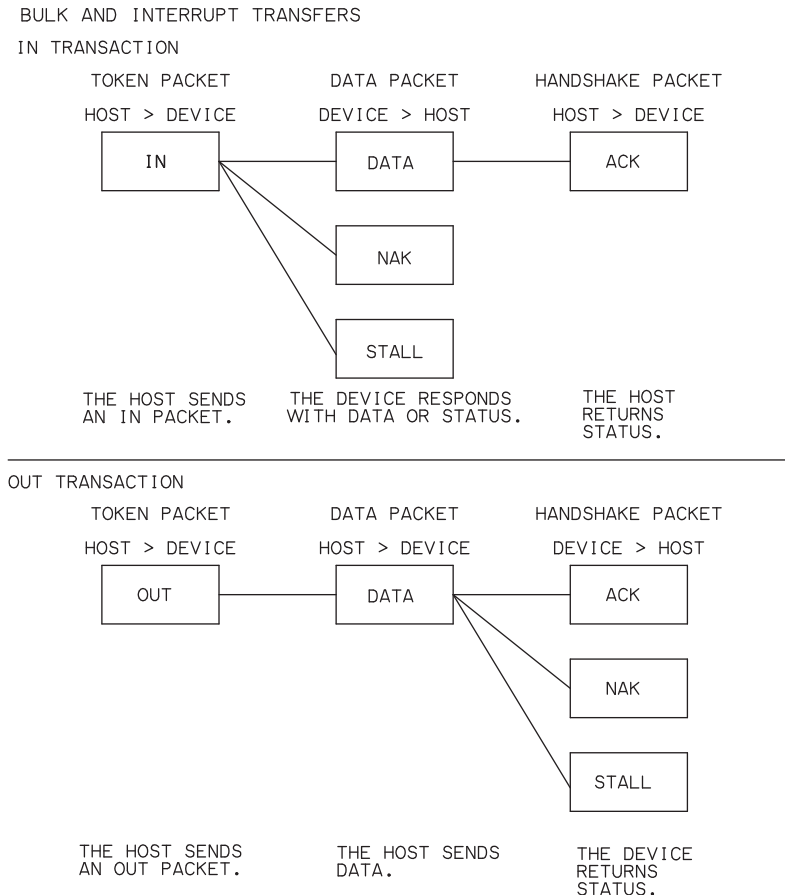 BULK AND INTERRUPT TRANSFERS
IN TRANSACTION
TOKEN PACKET
DATA PACKET
HANDSHAKE PACKET
HOST > DEVICE
DEVICE > HOST
HOST > DEVICE
IN
DATA
ACK
NAK
STALL
THE HOST SENDS
AN IN PACKET.
THE DEVICE RESPONDS
WITH DATA OR STATUS.
THE HOST
RETURNS
STATUS.
OUT TRANSACTION
TOKEN PACKET
DATA PACKET
HANDSHAKE PACKET
HOST > DEVICE
HOST > DEVICE
DEVICE > HOST
OUT
DATA
ACK
NAK
STALL
THE HOST SENDS
AN OUT PACKET.
THE HOST SENDS
DATA.
THE DEVICE
RETURNS
STATUS.